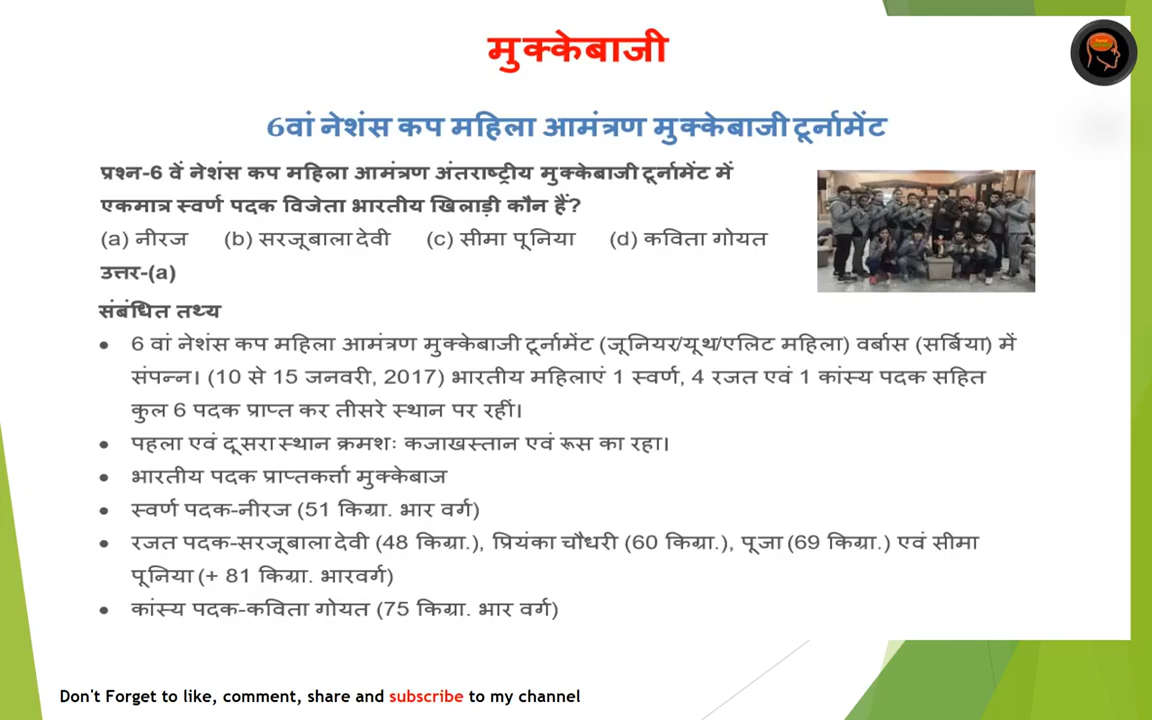 मुक्केबाजी
6वां नेशंस कप महिला आमंत्रण मुक्केबाजी टूर्नामेंट
प्रश्न-6 वें नेशंस कप महिला आमंत्रण अंतराष्ट्रीय मुक्केबाजी टूर्नामेंट में
एकमात्र स्वर्ण पदक विजेता भारतीय खिलाड़ी कौन हैं?
(a) नीरज (b) सरजूबाला देवी (c) सीमा पूनिया (d) कविता गोयत
उत्तर-(a)
संबंधित तथ्य
• 6 वां नेशंस कप महिला आमंत्रण मुक्केबाजी टूर्नामेंट (जूनियर/यूथ/एलिट महिला) वर्बास (सर्बिया) में
संपन्न। (10 से 15 जनवरी, 2017) भारतीय महिलाएं 1 स्वर्ण, 4 रजत एवं 1 कांस्य पदक सहित
कुल 6 पदक प्राप्त कर तीसरे स्थान पर रहीं।
• पहला एवं दूसरा स्थान क्रमशः कजाखस्तान एवं रूस का रहा।
• भारतीय पदक प्राप्तकर्त्ता मुक्केबाज
• स्वर्ण पदक-नीरज (51 किग्रा. भार वर्ग)
• रजत पदक-सरजूबाला देवी (48 किग्रा.), प्रियंका चौधरी (60 किग्रा.), पूजा (69 किग्रा.) एवं सीमा
पूनिया (+ 81 किग्रा. भारवर्ग)
• कांस्य पदक-कविता गोयत (75 किग्रा. भार वर्ग)
Don't Forget to like, comment, share and subscribe to my channel